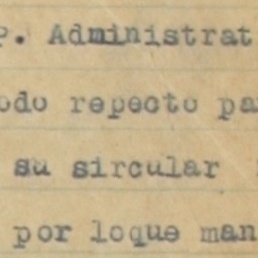 P. Administrat
odo repecto pa
su sircular
por loque man